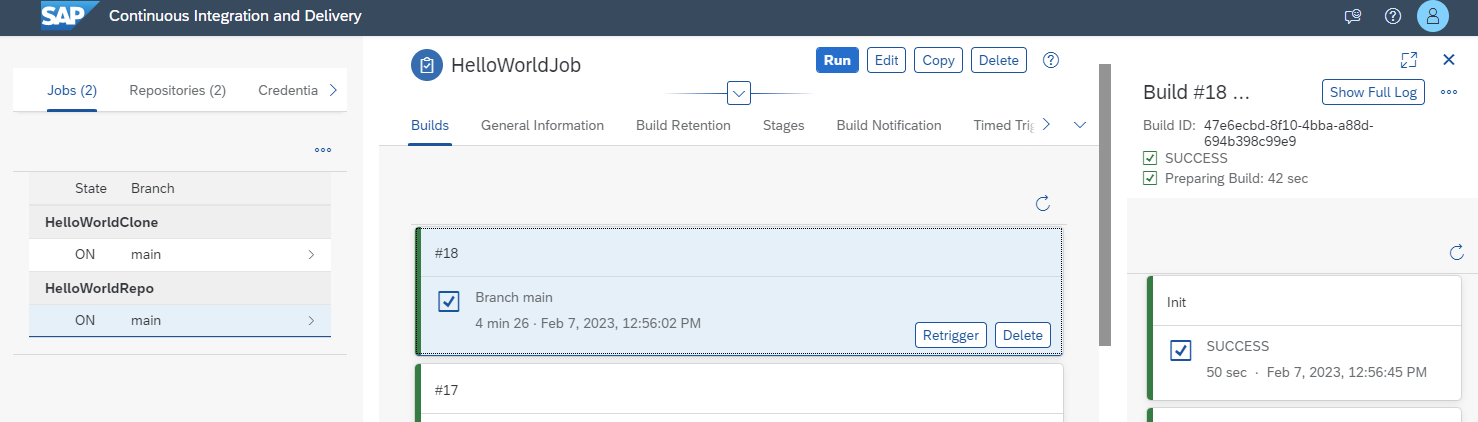 SAP Continuous Integration and Delivery
Jobs (2) Repositories (2) Credentia
State Branch
HelloWorldClone
ON main
HelloWorldRepo
ON main
HelloWorldJob
Run Edit Copy Delete
Builds General Information Build Retention Stages Build Notification Timed Trig
#18
Branch main
4 min 26 · Feb 7, 2023, 12:56:02 PM
Retrigger Delete
#17
Build #18 ...
Show Full Log
Build ID: 47e6ecbd-8f10-4bba-a88d-
694b398c99e9
SUCCESS
Preparing Build: 42 sec
Init
SUCCESS
50 sec · Feb 7, 2023, 12:56:45 PM